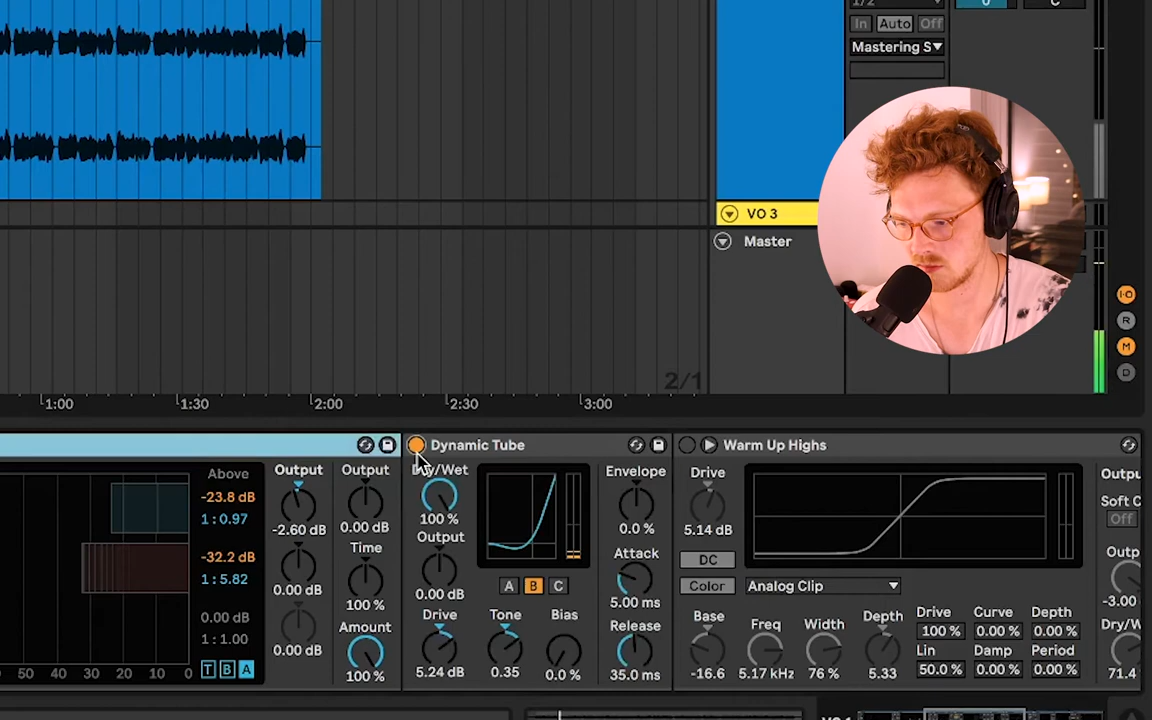 1/2
0
C
In Auto Off
Mastering S▼
VO 3
Master
I·O
R
M
D
2/1
1:00
1:30
2:00
2:30
3:00
Above
-23.8 dB
1 : 0.97
-32.2 dB
1 : 5.82
0.00 dB
1 : 1.00
50 40 30 20 10 0
T B A
Output
-2.60 dB
0.00 dB
0.00 dB
Output
0.00 dB
Time
100 %
Amount
100 %
Dynamic Tube
Dry/Wet
100 %
Output
0.00 dB
Drive
5.24 dB
A B C
Tone
0.35
Bias
0.0 %
Envelope
0.0 %
Attack
5.00 ms
Release
35.0 ms
Warm Up Highs
Drive
5.14 dB
DC
Color
Analog Clip
Base
-16.6
Freq
5.17 kHz
Width
76 %
Depth
5.33
Drive Curve Depth
100 % 0.00 % 0.00 %
Lin Damp Period
50.0 % 0.00 % 0.00 %
Outpu
Soft C
Off
Outp
-3.00
Dry/W
71.4
VO 1